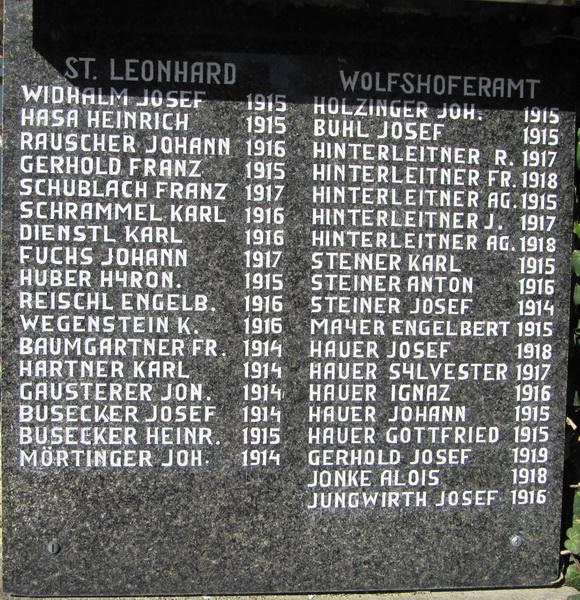 ST. LEONHARD
WIDHALM JOSEF 1915
HASA HEINRICH 1915
RAUSCHER JOHANN 1916
GERHOLD FRANZ 1915
SCHUBLACH FRANZ 1917
SCHRAMMEL KARL 1916
DIENSTL KARL 1916
FUCHS JOHANN 1917
HUBER HYRON. 1915
REISCHL ENGELB. 1916
WEGENSTEIN K. 1916
BAUMGARTNER FR. 1914
HARTNER KARL 1914
GAUSTERER JON. 1914
BUSECKER JOSEF 1914
BUSECKER HEINR. 1915
MÖRTINGER JOH. 1914
WOLFSHOFERAMT
HOLZINGER JOH. 1915
BÜHL JOSEF 1915
HINTERLEITNER R. 1917
HINTERLEITNER FR. 1918
HINTERLEITNER AG. 1915
HINTERLEITNER J. 1917
HINTERLEITNER AG. 1918
STEINER KARL 1915
STEINER ANTON 1916
STEINER JOSEF 1914
MAYER ENGELBERT 1915
HAUER JOSEF 1918
HAUER SYLVESTER 1917
HAUER IGNAZ 1916
HAUER JOHANN 1915
HAUER GOTTFRIED 1915
GERHOLD JOSEF 1919
JONKE ALOIS 1918
JUNGWIRTH JOSEF 1916